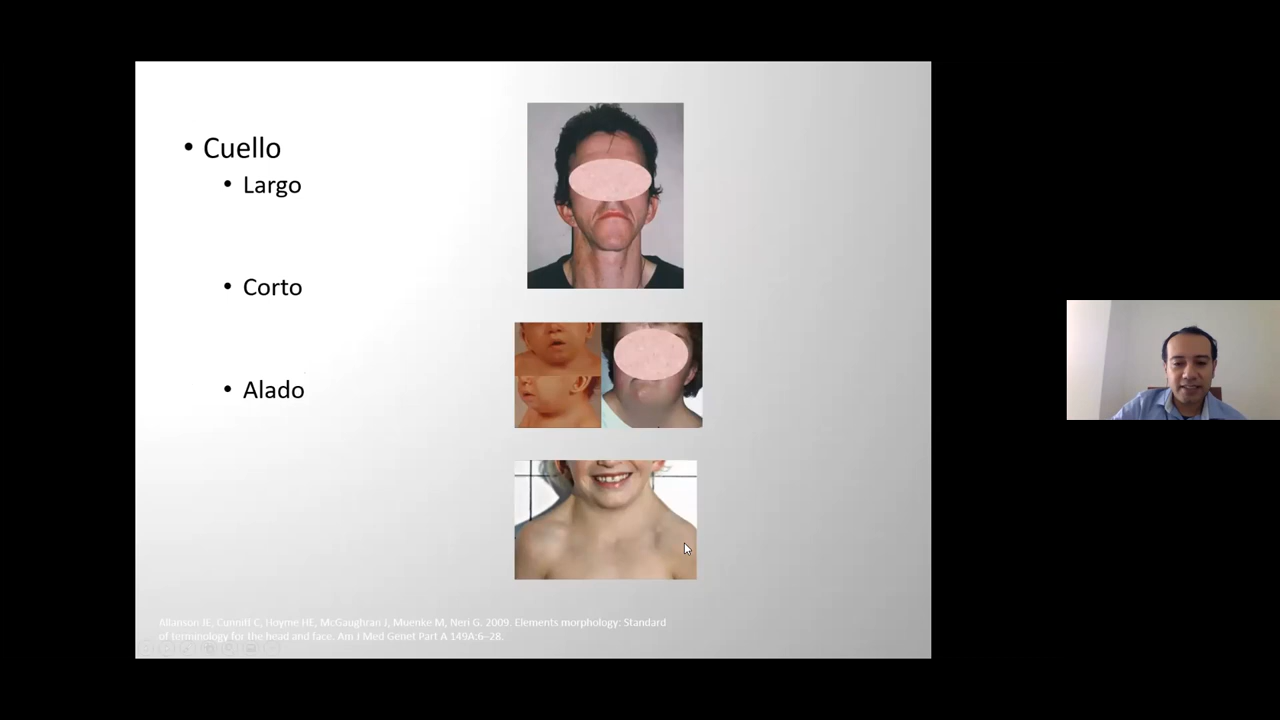 • Cuello
• Largo
• Corto
• Alado
Allanson JE, Cunniff C, Hoyme HE, McGaughran J, Muenke M, Neri G. 2009. Elements morphology: Standard
of terminology for the head and face. Am J Med Genet Part A 149A:6–28.